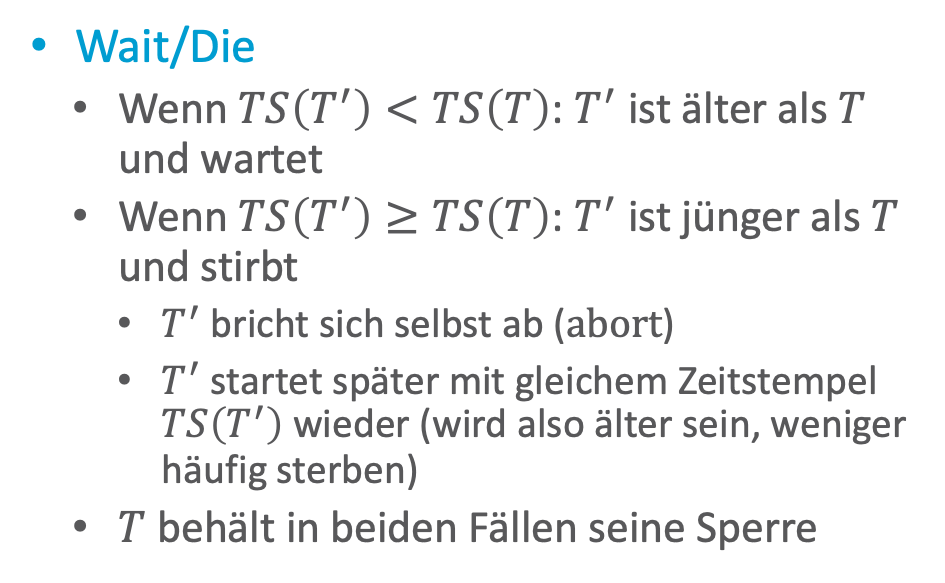 • Wait/Die
• Wenn TS(T′) < TS(T): T′ ist älter als T
und wartet
• Wenn TS(T′) ≥ TS(T): T′ ist jünger als T
und stirbt
• T′ bricht sich selbst ab (abort)
• T′ startet später mit gleichem Zeitstempel
TS(T′) wieder (wird also älter sein, weniger
häufig sterben)
• T behält in beiden Fällen seine Sperre